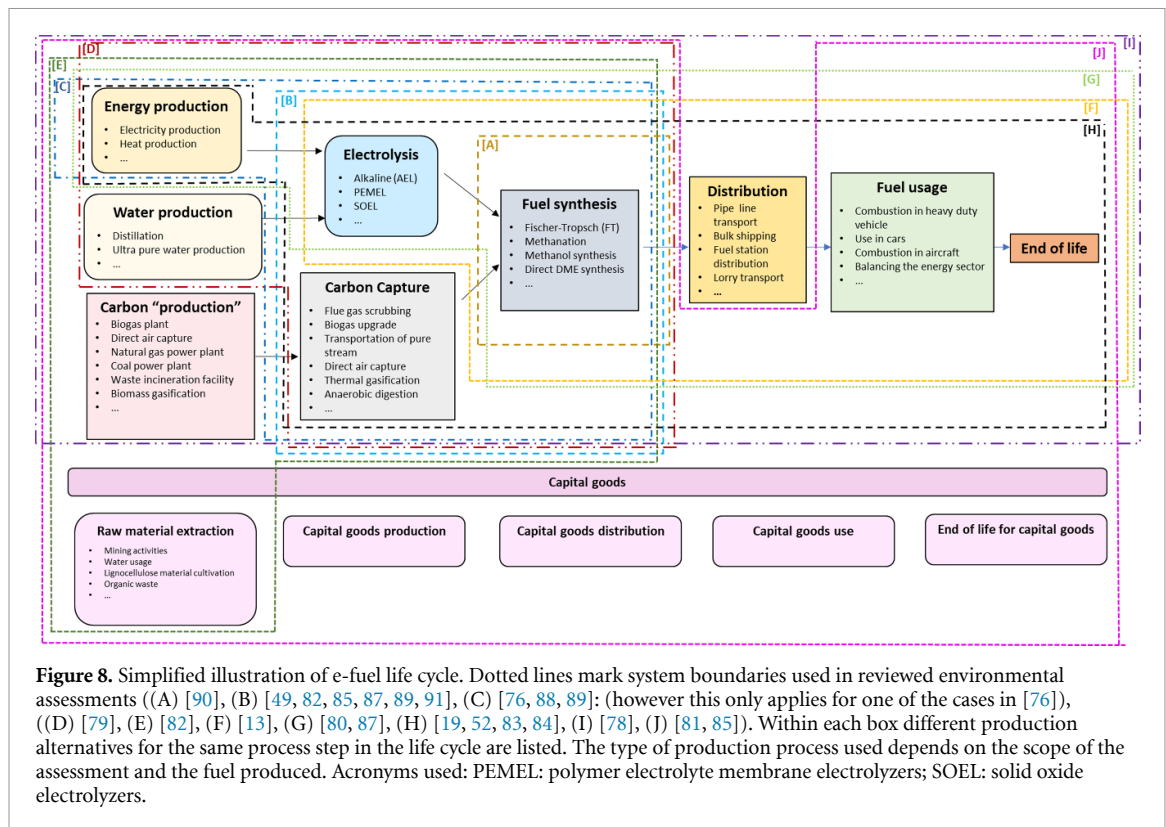 [D]
[I]
[E]
[J]
[C]
[G]
[B]
[F]
[H]
[A]
Energy production
• Electricity production
• Heat production
• ...
Water production
• Distillation
• Ultra pure water production
• ...
Carbon “production”
• Biogas plant
• Direct air capture
• Natural gas power plant
• Coal power plant
• Waste incineration facility
• Biomass gasification
• ...
Electrolysis
• Alkaline (AEL)
• PEMEL
• SOEL
• ...
Carbon Capture
• Flue gas scrubbing
• Biogas upgrade
• Transportation of pure
stream
• Direct air capture
• Thermal gasification
• Anaerobic digestion
• ...
Fuel synthesis
• Fischer-Tropsch (FT)
• Methanation
• Methanol synthesis
• Direct DME synthesis
• ...
Distribution
• Pipe line
transport
• Bulk shipping
• Fuel station
distribution
• Lorry transport
• ...
Fuel usage
• Combustion in heavy duty
vehicle
• Use in cars
• Combustion in aircraft
• Balancing the energy sector
• ...
End of life
Capital goods
Raw material extraction
• Mining activities
• Water usage
• Lignocellulose material cultivation
• Organic waste
• ...
Capital goods production
Capital goods distribution
Capital goods use
End of life for capital goods
Figure 8. Simplified illustration of e-fuel life cycle. Dotted lines mark system boundaries used in reviewed environmental
assessments ((A) [90], (B) [49, 82, 85, 87, 89, 91], (C) [76, 88, 89]: (however this only applies for one of the cases in [76]),
((D) [79], (E) [82], (F) [13], (G) [80, 87], (H) [19, 52, 83, 84], (I) [78], (J) [81, 85]). Within each box different production
alternatives for the same process step in the life cycle are listed. The type of production process used depends on the scope of the
assessment and the fuel produced. Acronyms used: PEMEL: polymer electrolyte membrane electrolyzers; SOEL: solid oxide
electrolyzers.